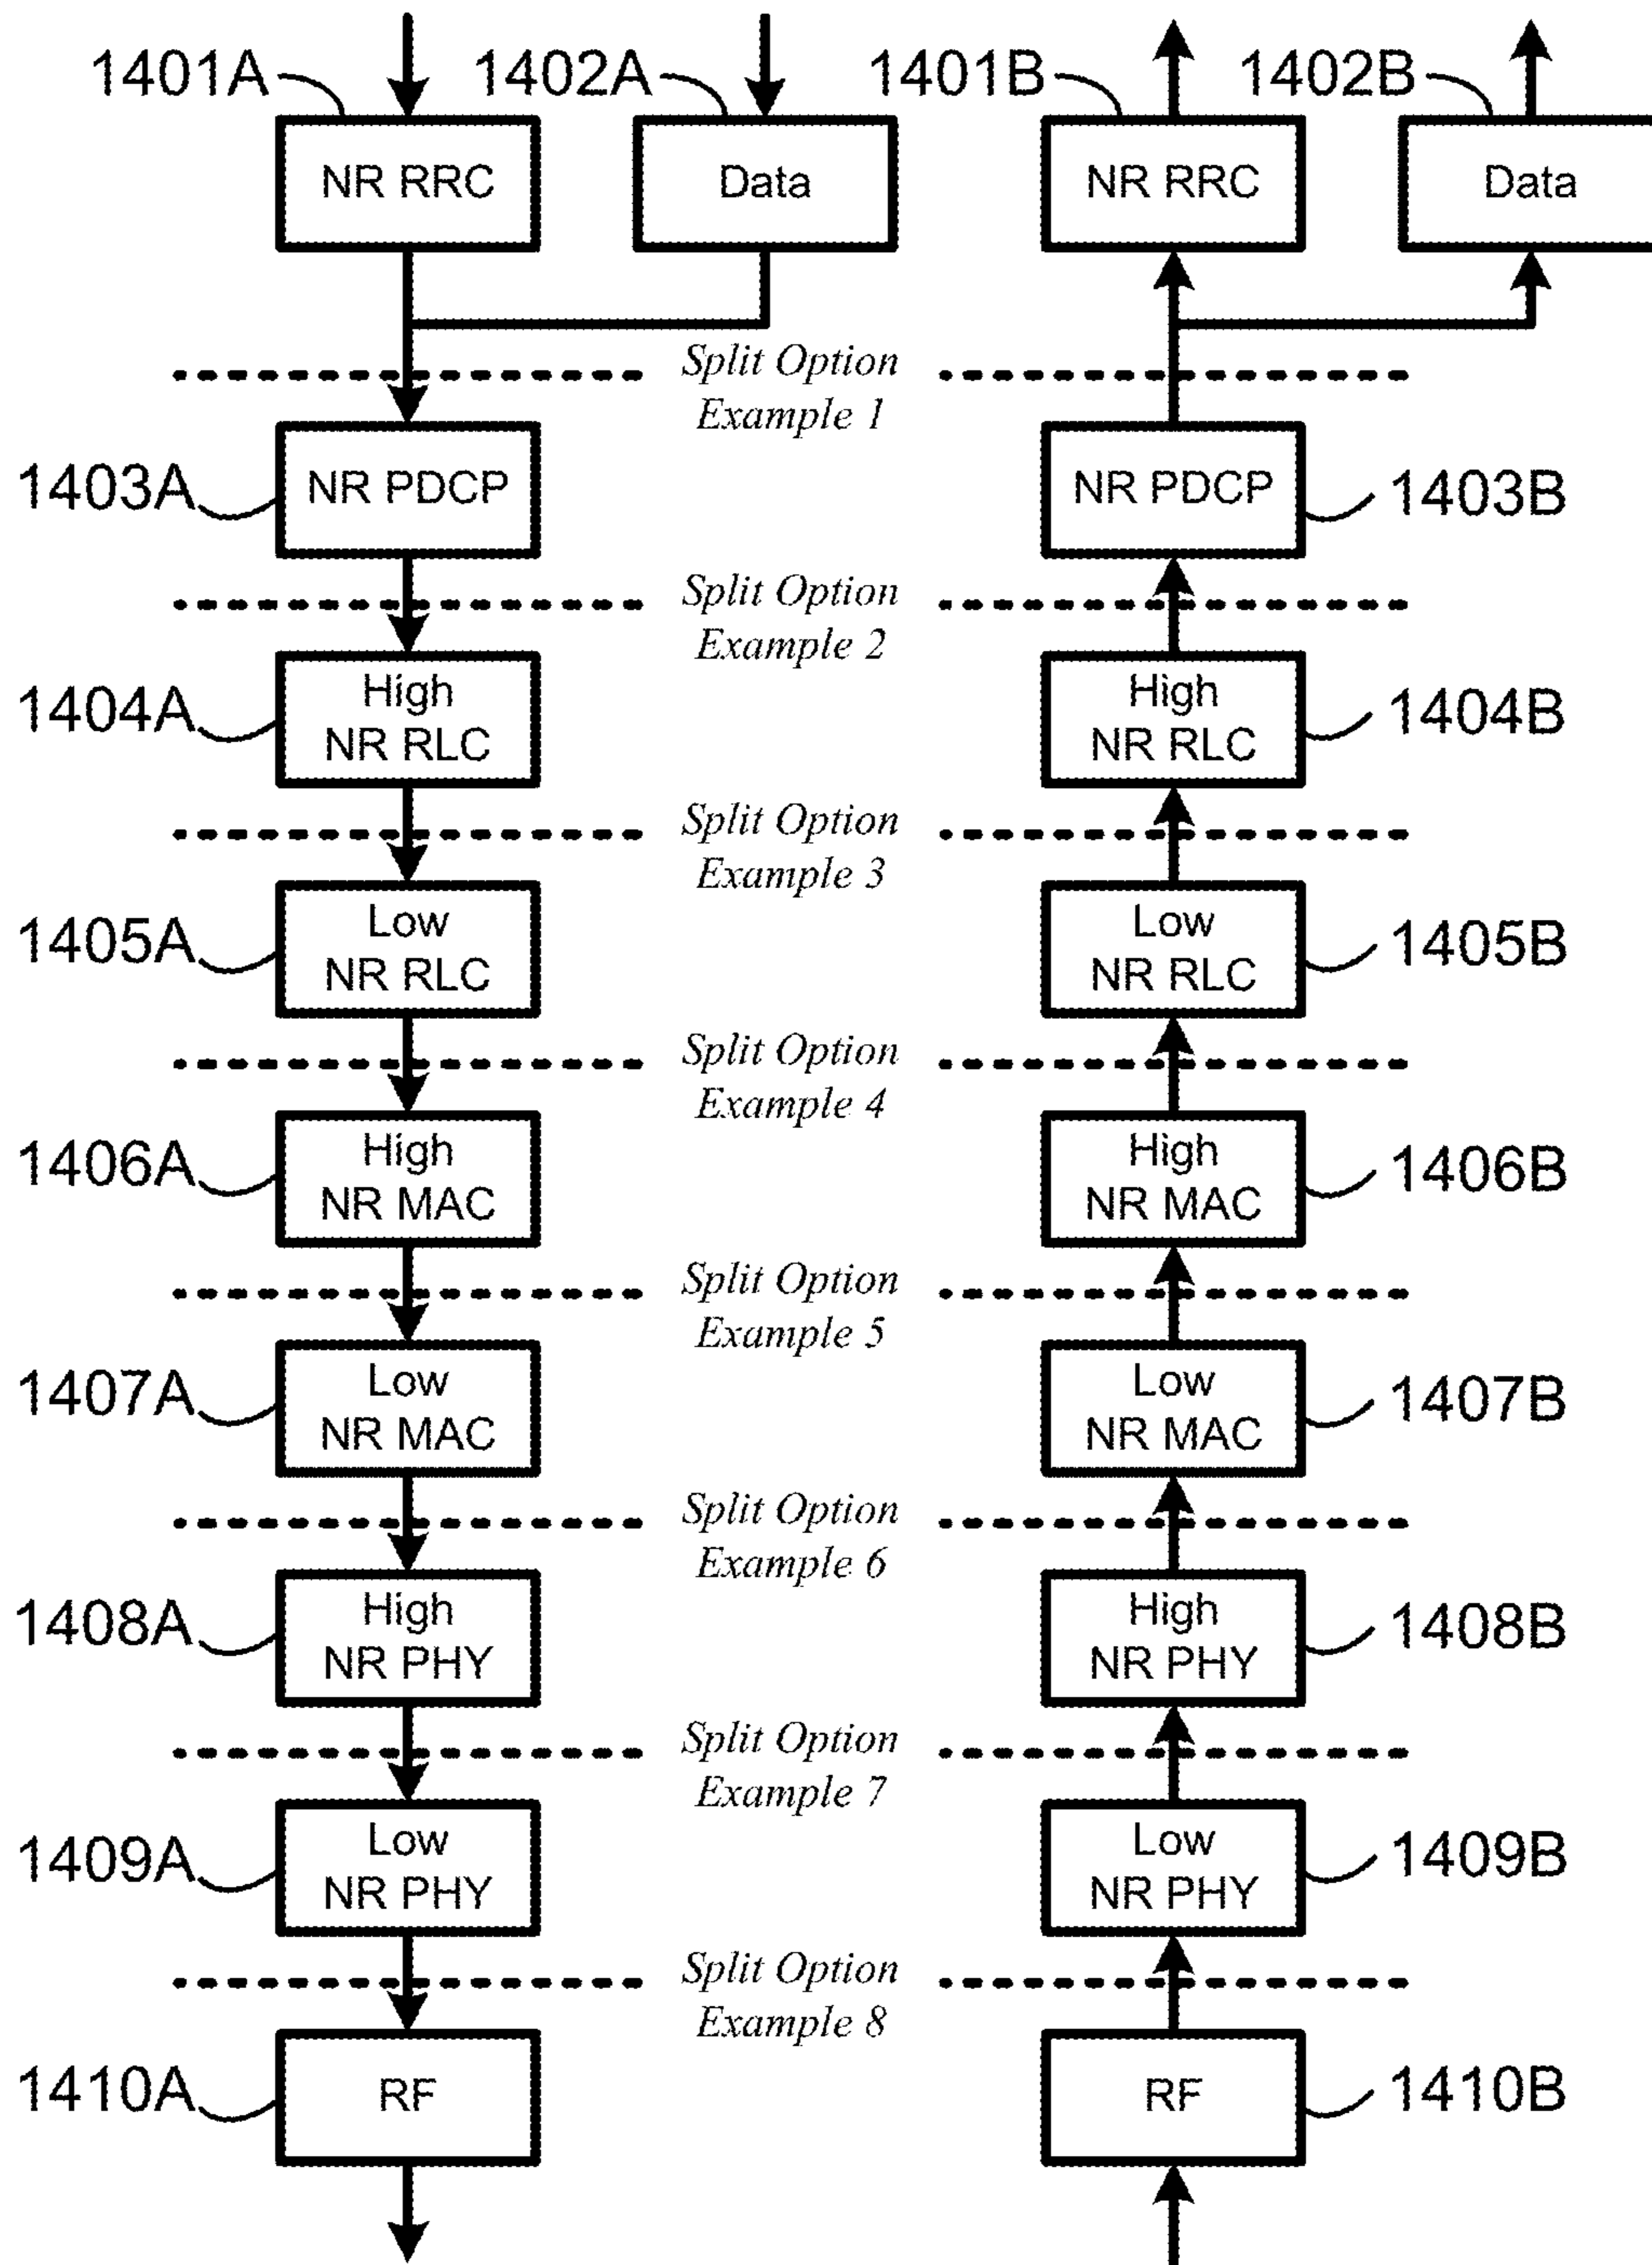 1401A 1402A 1401B 1402B
NR RRC Data NR RRC Data
Split Option
Example 1
1403A NR PDCP NR PDCP 1403B
Split Option
Example 2
1404A High NR RLC High NR RLC 1404B
Split Option
Example 3
1405A Low NR RLC Low NR RLC 1405B
Split Option
Example 4
1406A High NR MAC High NR MAC 1406B
Split Option
Example 5
1407A Low NR MAC Low NR MAC 1407B
Split Option
Example 6
1408A High NR PHY High NR PHY 1408B
Split Option
Example 7
1409A Low NR PHY Low NR PHY 1409B
Split Option
Example 8
1410A RF RF 1410B